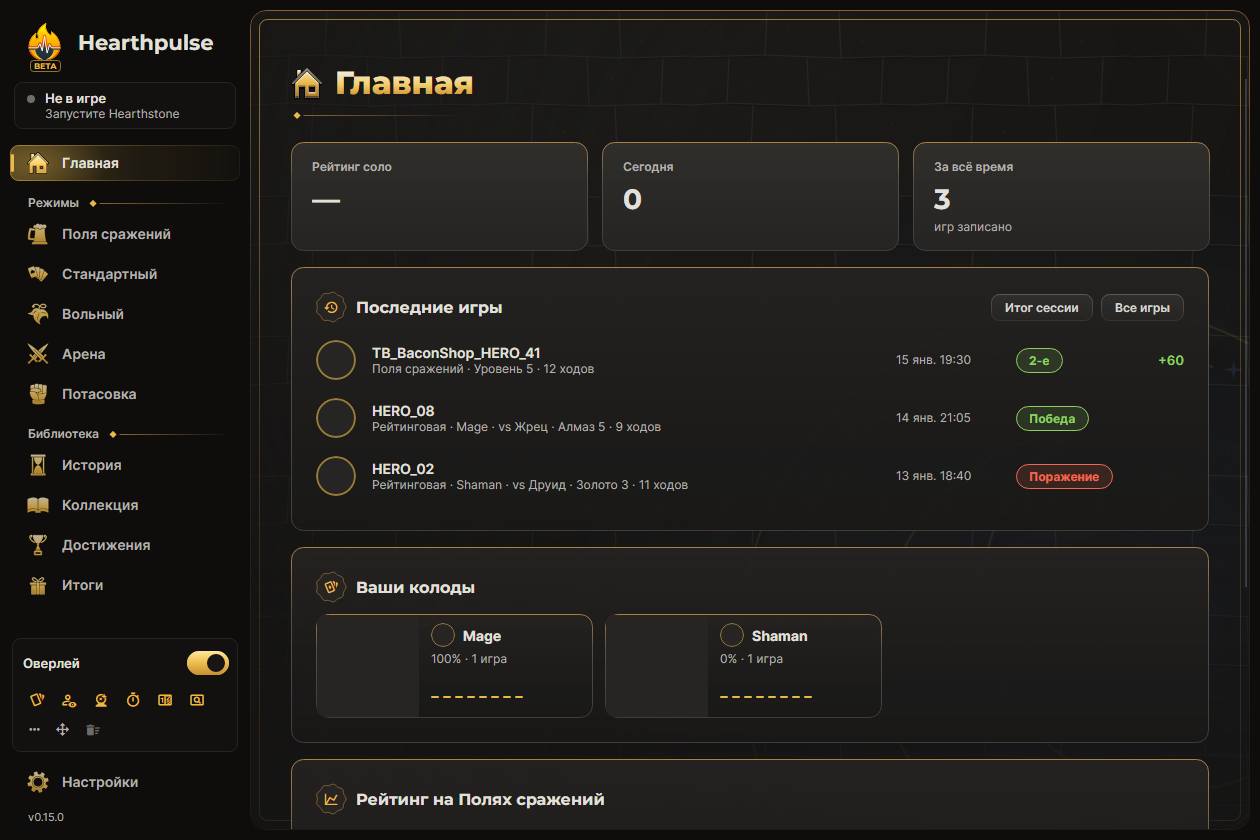 Hearthpulse
BETA
Не в игре
Запустите Hearthstone
Главная
Режимы
Поля сражений
Стандартный
Вольный
Арена
Потасовка
Библиотека
История
Коллекция
Достижения
Итоги
Оверлей
Настройки
v0.15.0
Главная
Рейтинг соло
—
Сегодня
0
За всё время
3
игр записано
Последние игры
Итог сессии
Все игры
TB_BaconShop_HERO_41
Поля сражений · Уровень 5 · 12 ходов
15 янв. 19:30
2-е
+60
HERO_08
Рейтинговая · Mage · vs Жрец · Алмаз 5 · 9 ходов
14 янв. 21:05
Победа
HERO_02
Рейтинговая · Shaman · vs Друид · Золото 3 · 11 ходов
13 янв. 18:40
Поражение
Ваши колоды
Mage
100% · 1 игра
Shaman
0% · 1 игра
Рейтинг на Полях сражений